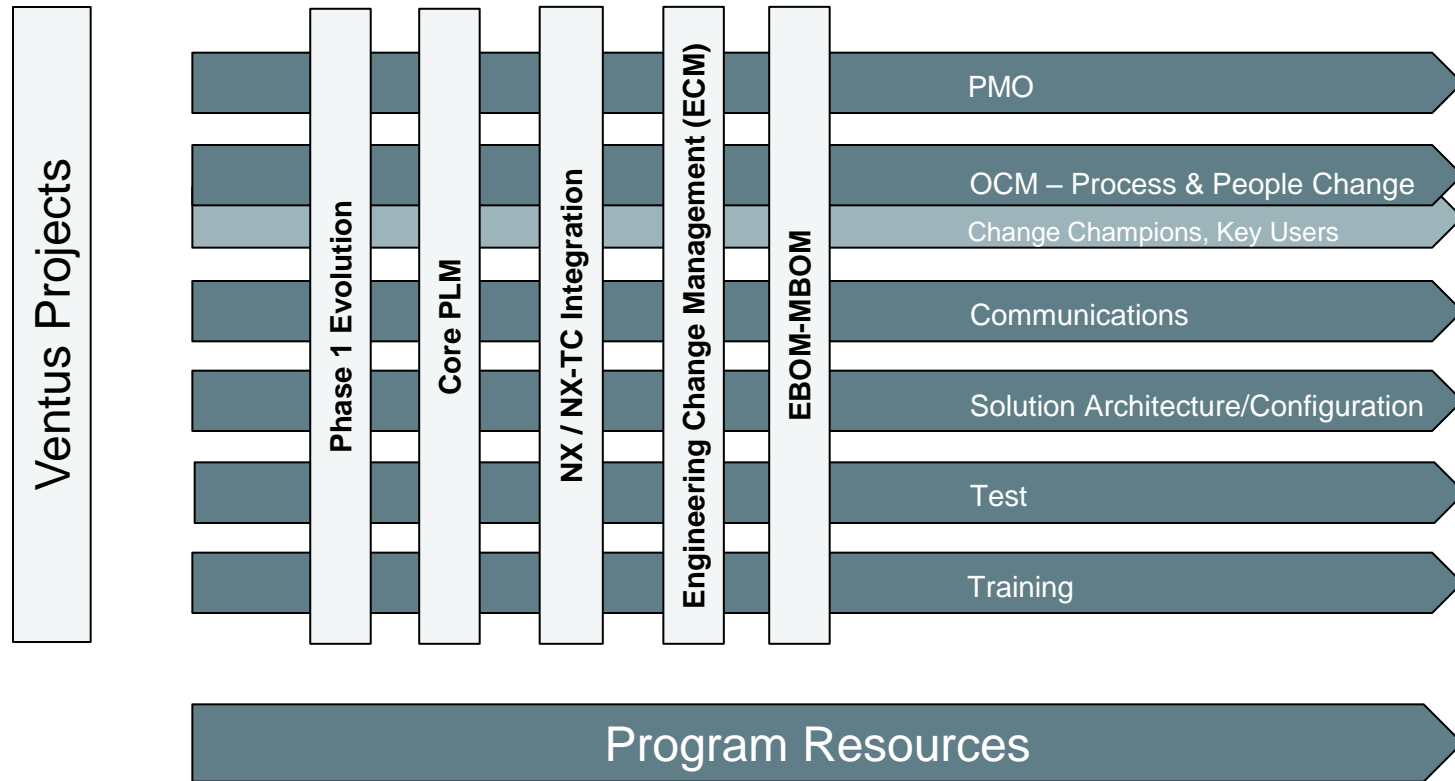 Ventus Projects
Phase 1 Evolution
Core PLM
NX / NX-TC Integration
Engineering Change Management (ECM)
EBOM-MBOM
PMO
OCM – Process & People Change
Change Champions, Key Users
Communications
Solution Architecture/Configuration
Test
Training
Program Resources